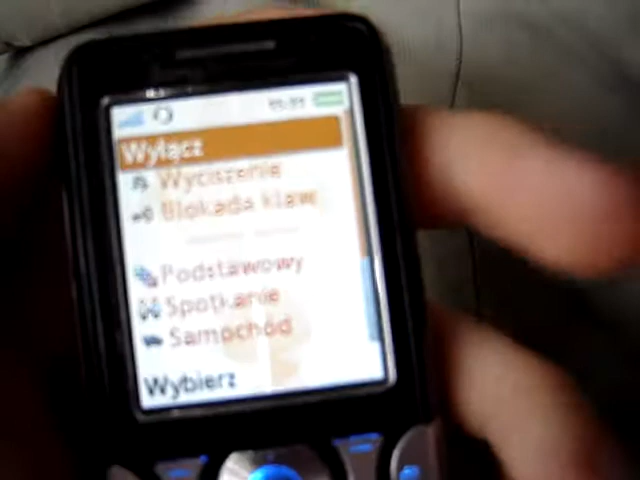 Wyłącz
Wyciszenie
Blokada klaw
Podstawowy
Spotkanie
Samochód
Wybierz